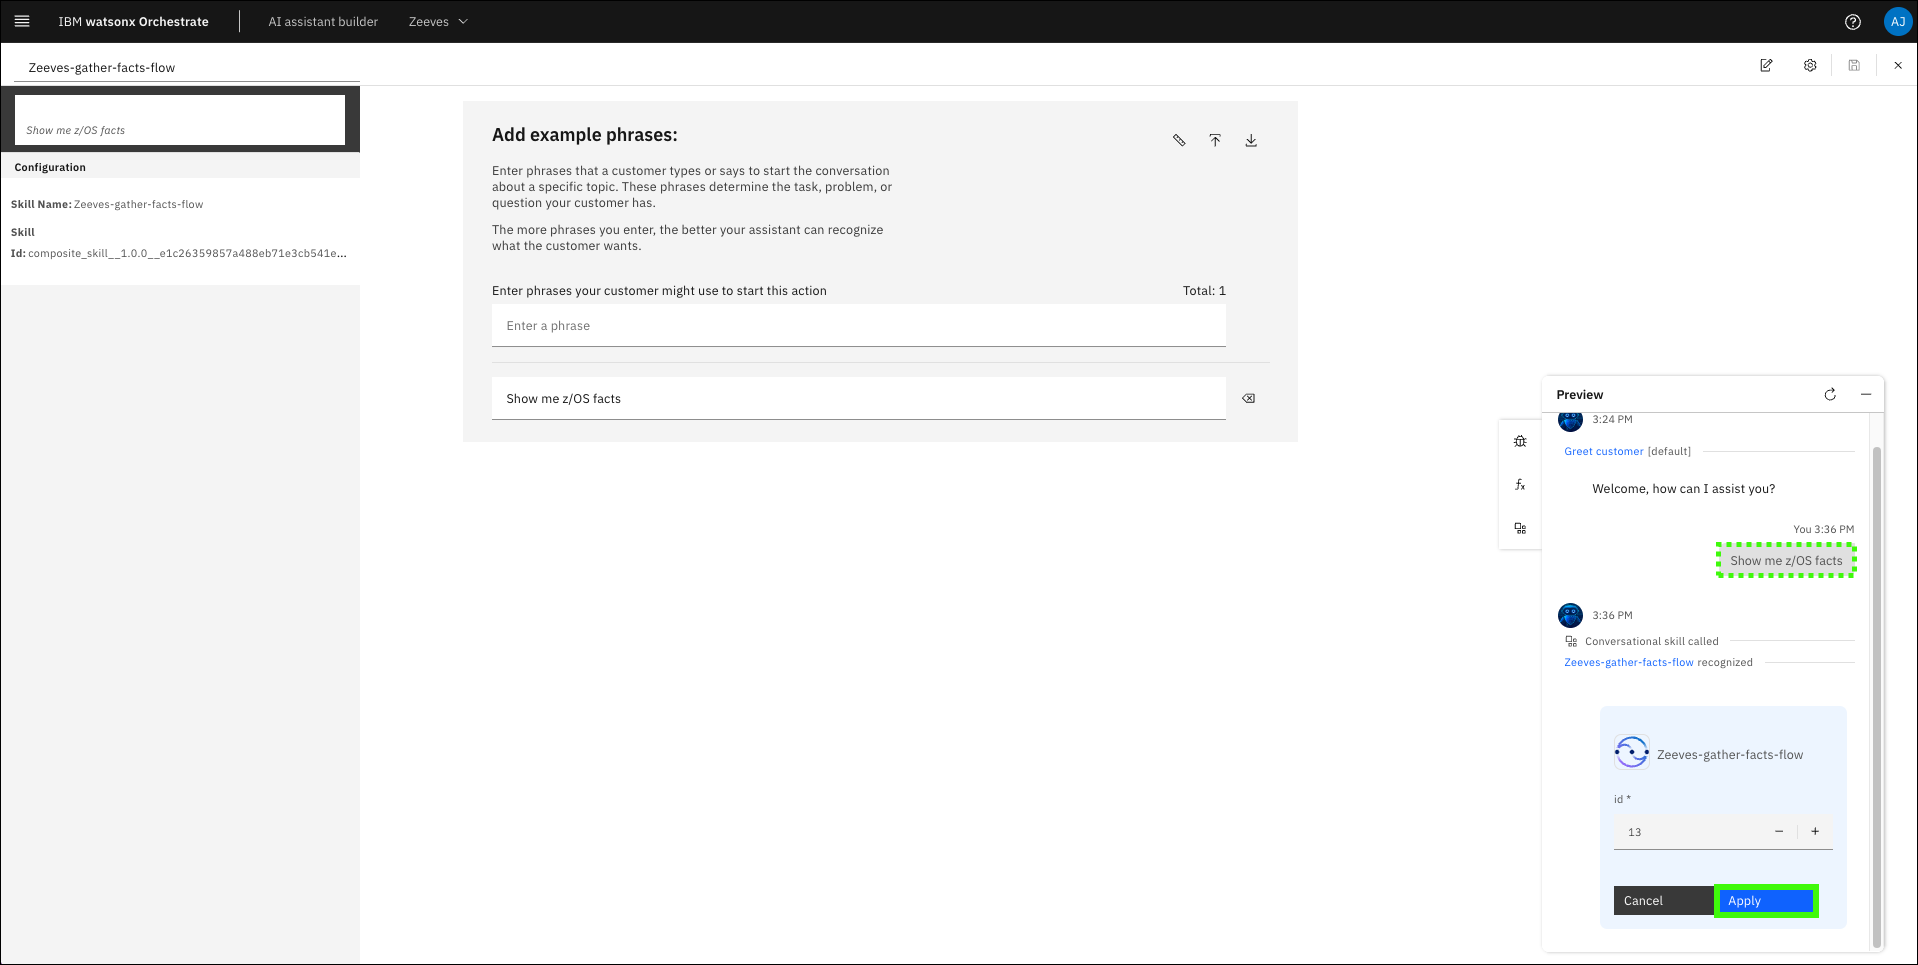 IBM watsonx Orchestrate
AI assistant builder
Zeeves
AJ
Zeeves-gather-facts-flow
Show me z/OS facts
Configuration
Skill Name: Zeeves-gather-facts-flow
Skill
Id: composite_skill__1.0.0__e1c26359857a488eb71e3cb541e...
Add example phrases:
Enter phrases that a customer types or says to start the conversation
about a specific topic. These phrases determine the task, problem, or
question your customer has.
The more phrases you enter, the better your assistant can recognize
what the customer wants.
Enter phrases your customer might use to start this action
Total: 1
Enter a phrase
Show me z/OS facts
Preview
3:24 PM
Greet customer [default]
Welcome, how can I assist you?
You 3:36 PM
Show me z/OS facts
3:36 PM
Conversational skill called
Zeeves-gather-facts-flow recognized
Zeeves-gather-facts-flow
id *
13
Cancel
Apply